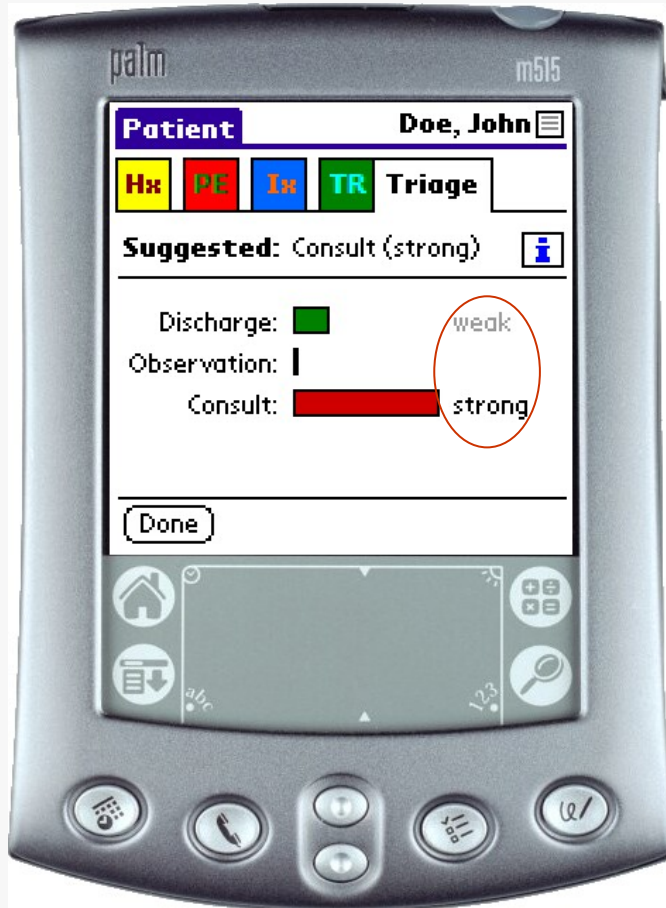 palm
m515
Patient Doe, John
Hx PE Ix TR Triage
Suggested: Consult (strong) i
Discharge: weak
Observation:
Consult: strong
Done
abc 123